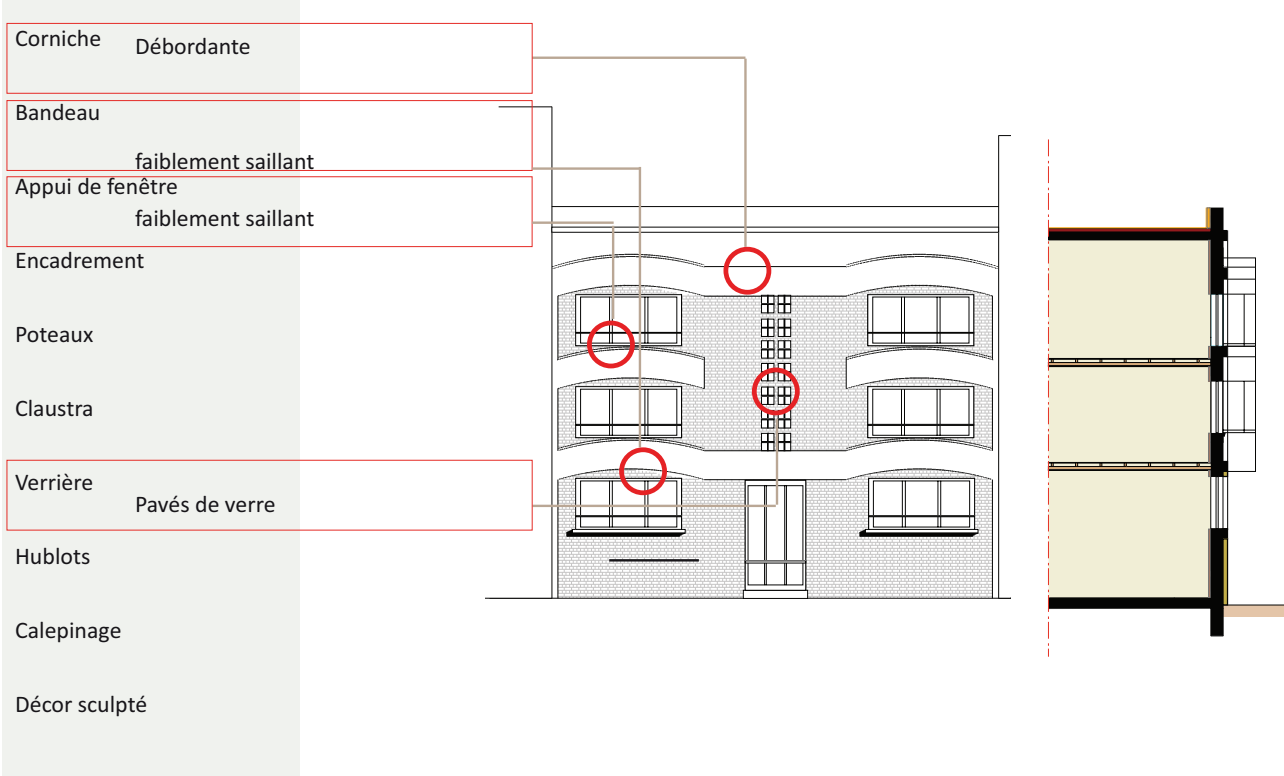 Corniche
Débordante
Bandeau
faiblement saillant
Appui de fenêtre
faiblement saillant
Encadrement
Poteaux
Claustra
Verrière
Pavés de verre
Hublots
Calepinage
Décor sculpté